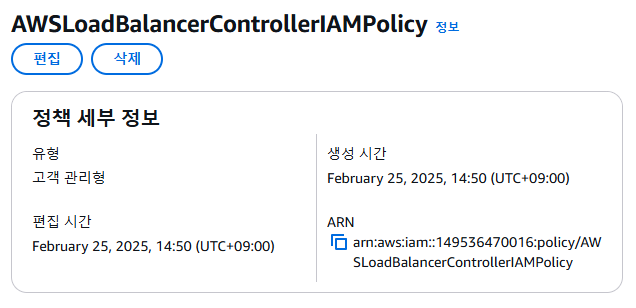 AWSLoadBalancerControllerIAMPolicy 정보
편집 삭제
정책 세부 정보
유형
고객 관리형
생성 시간
February 25, 2025, 14:50 (UTC+09:00)
편집 시간
February 25, 2025, 14:50 (UTC+09:00)
ARN
arn:aws:iam::149536470016:policy/AW
SLoadBalancerControllerIAMPolicy